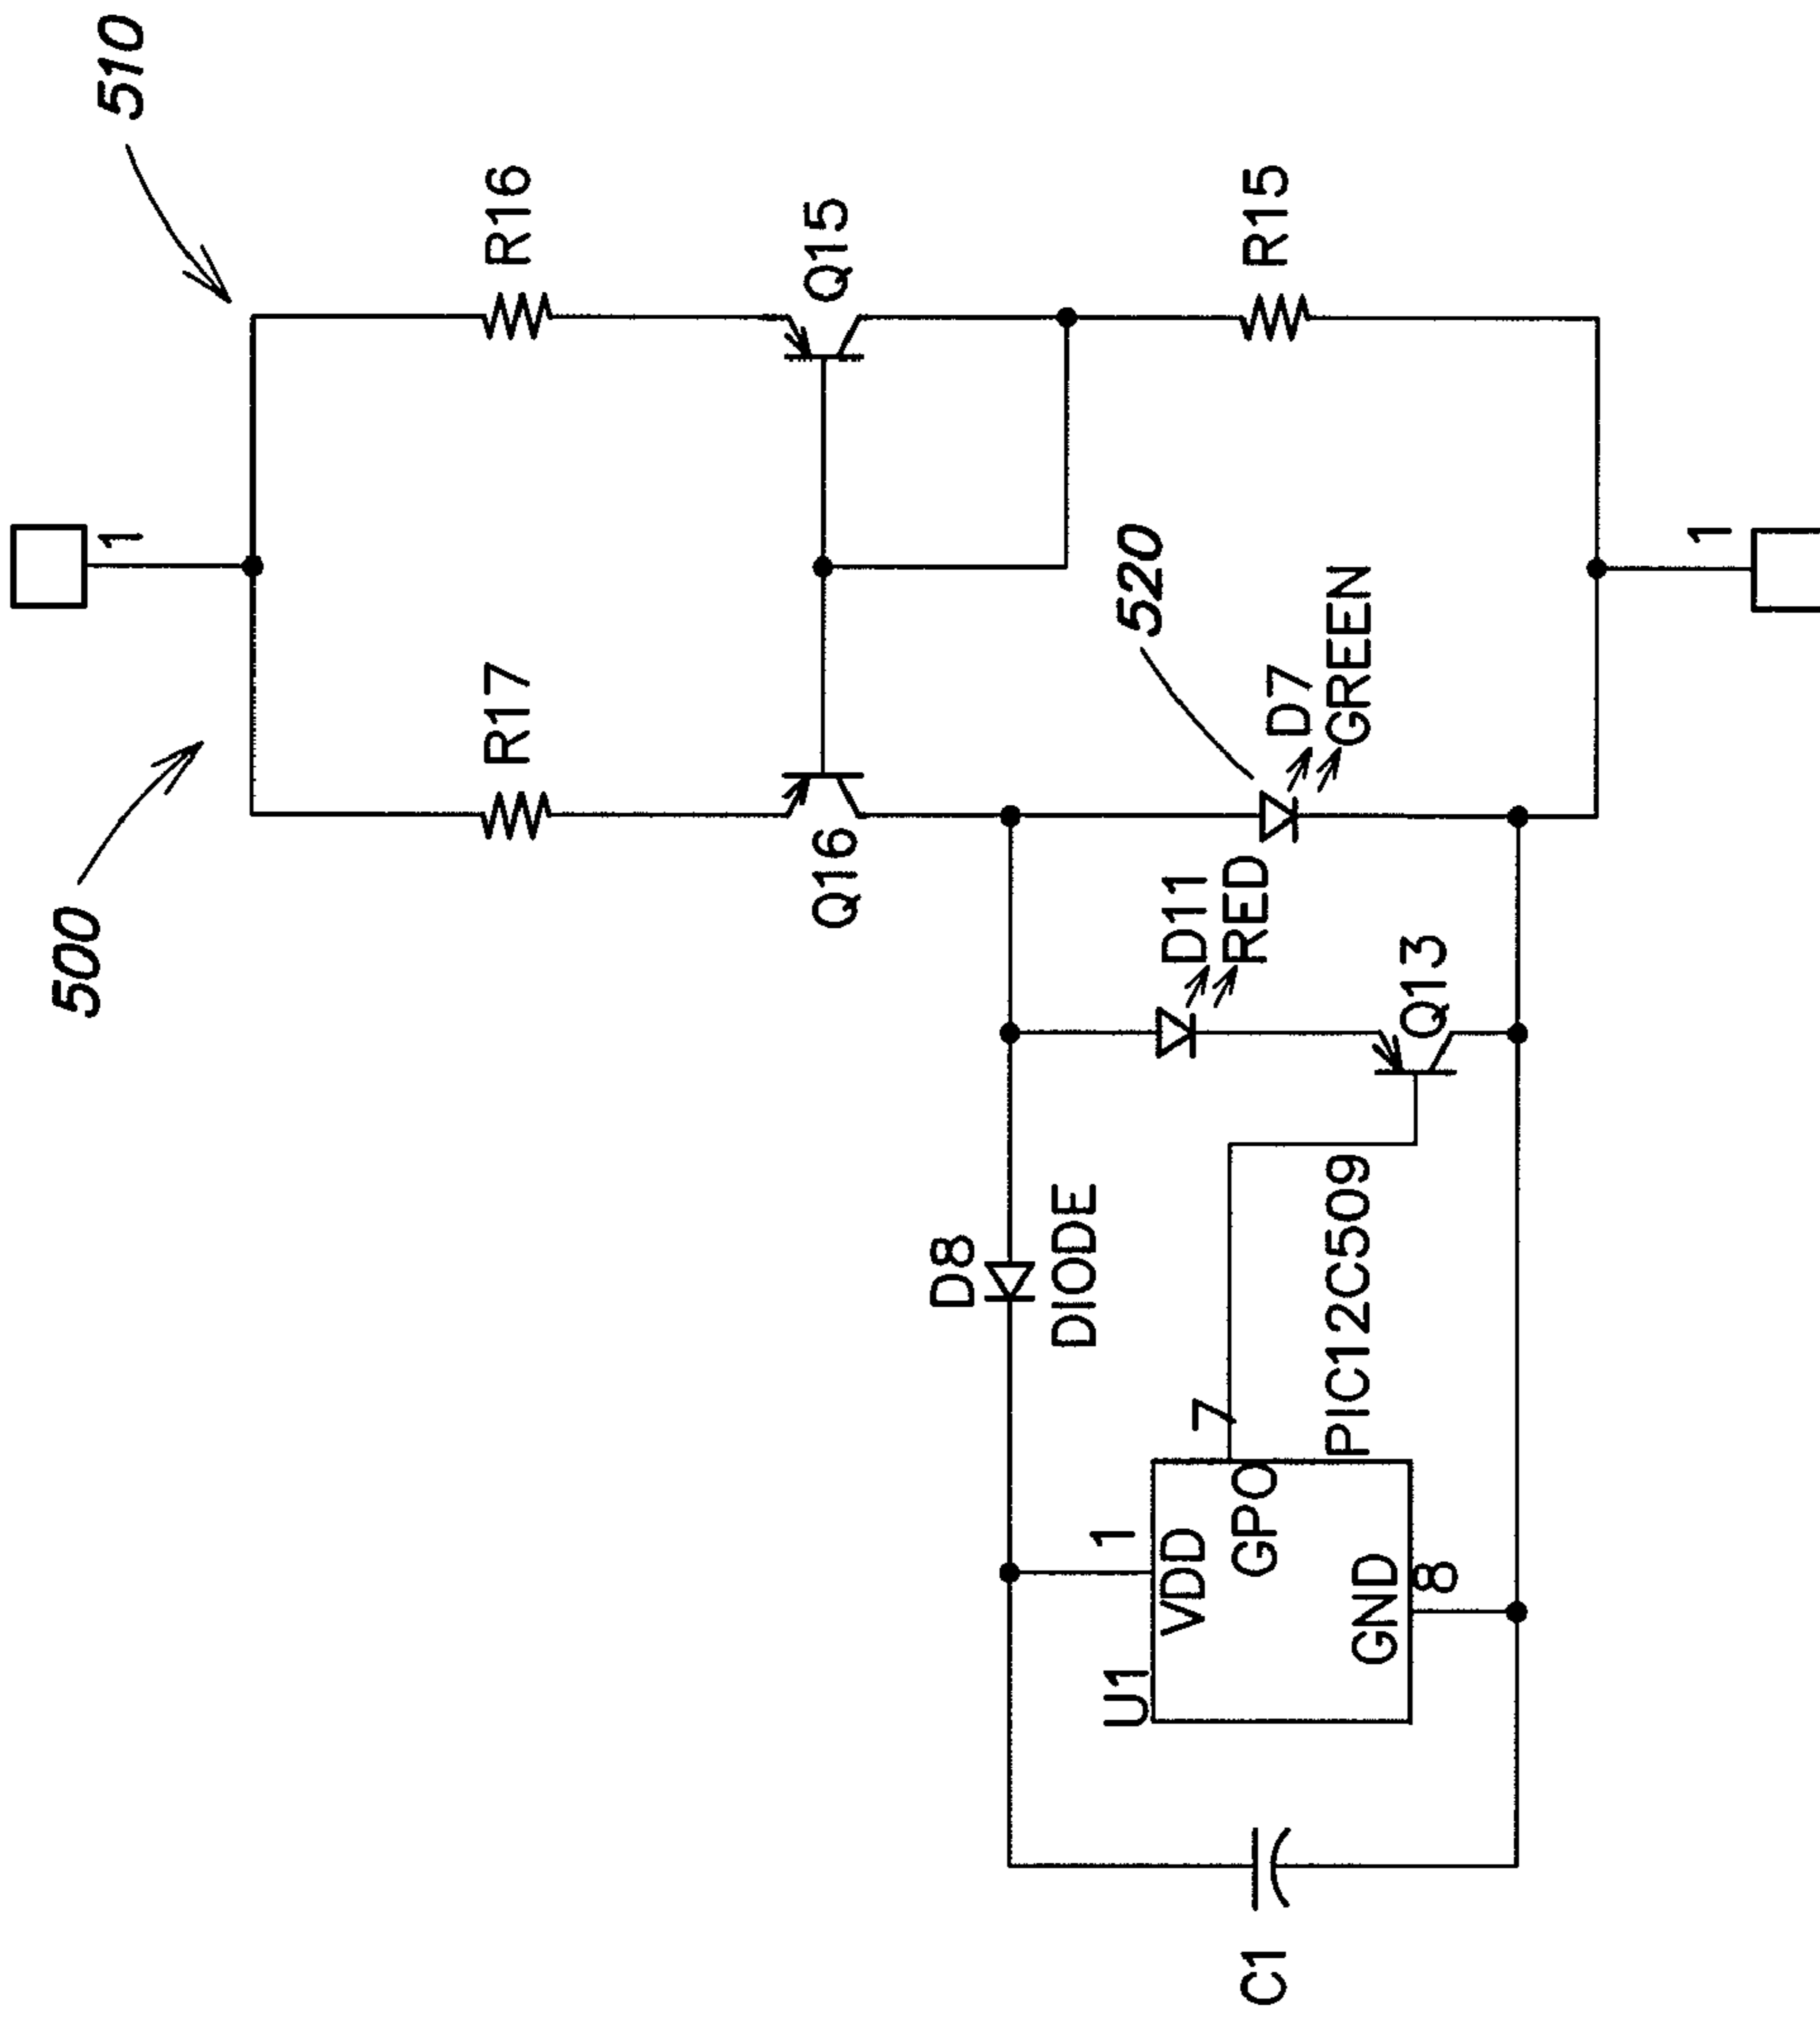 510
500
1
R16
R17
Q15
Q16
R15
520
D7
GREEN
D11
RED
Q13
1
D8
DIODE
PIC12C509
7
GPO
1
VDD
GND
8
U1
C1